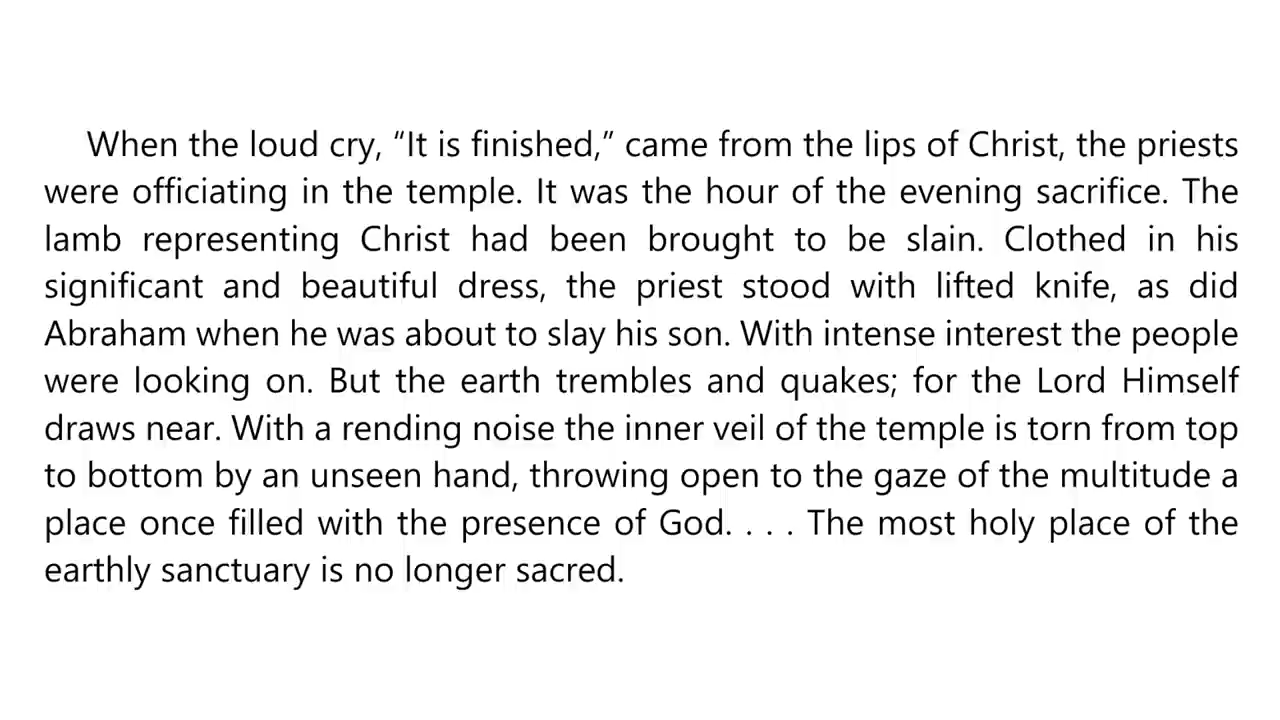 When the loud cry, “It is finished,” came from the lips of Christ, the priests
were officiating in the temple. It was the hour of the evening sacrifice. The
lamb representing Christ had been brought to be slain. Clothed in his
significant and beautiful dress, the priest stood with lifted knife, as did
Abraham when he was about to slay his son. With intense interest the people
were looking on. But the earth trembles and quakes; for the Lord Himself
draws near. With a rending noise the inner veil of the temple is torn from top
to bottom by an unseen hand, throwing open to the gaze of the multitude a
place once filled with the presence of God. . . . The most holy place of the
earthly sanctuary is no longer sacred.